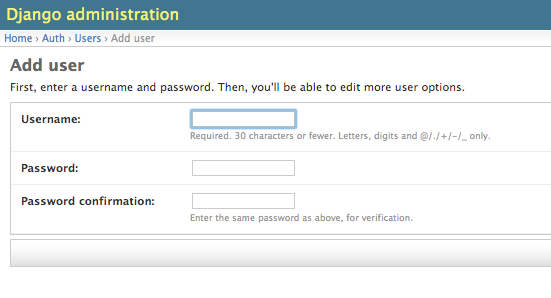 Django administration
Home › Auth › Users › Add user
Add user
First, enter a username and password. Then, you'll be able to edit more user options.
Username:
Required. 30 characters or fewer. Letters, digits and @/./+/-/_ only.
Password:
Password confirmation:
Enter the same password as above, for verification.